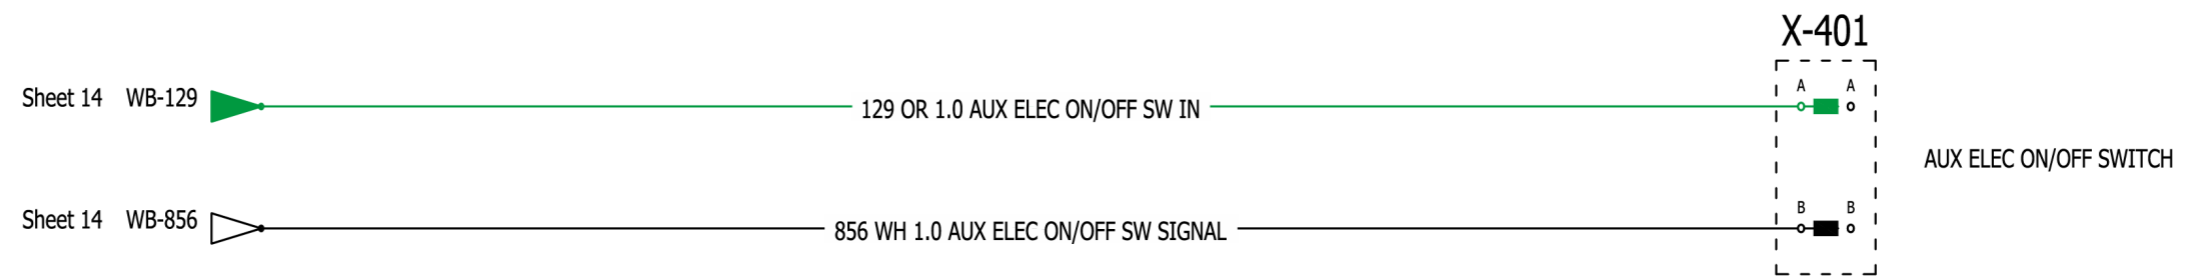 X-401
Sheet 14 WB-129
129 OR 1.0 AUX ELEC ON/OFF SW IN
A A
AUX ELEC ON/OFF SWITCH
Sheet 14 WB-856
856 WH 1.0 AUX ELEC ON/OFF SW SIGNAL
B B